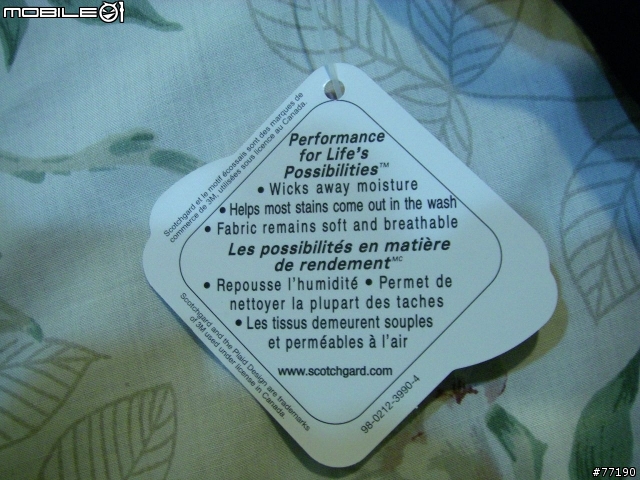 MOBILE01
Scotchgard et le motif écossais sont des marques de
commerce de 3M, utilisées sous licence au Canada.
Performance
for Life's
Possibilities™
• Wicks away moisture
• Helps most stains come out in the wash
• Fabric remains soft and breathable
Les possibilités en matière
de rendementMC
• Repousse l'humidité • Permet de
nettoyer la plupart des taches
• Les tissus demeurent souples
et perméables à l'air
www.scotchgard.com
98-0212-3990-4
Scotchgard and the Plaid Design are trademarks
of 3M used under license in Canada.
#77190